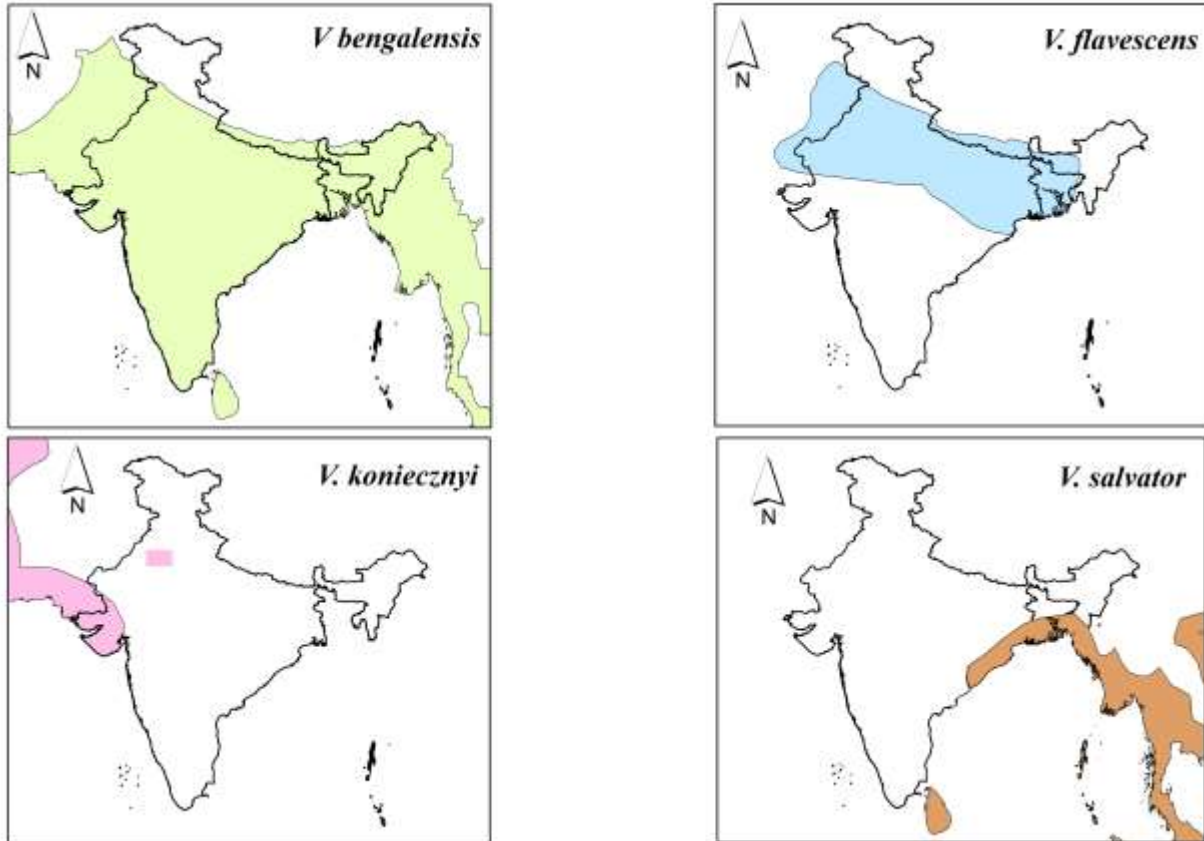 N
V bengalensis
N
V. flavescens
N
V. koniecznyi
N
V. salvator